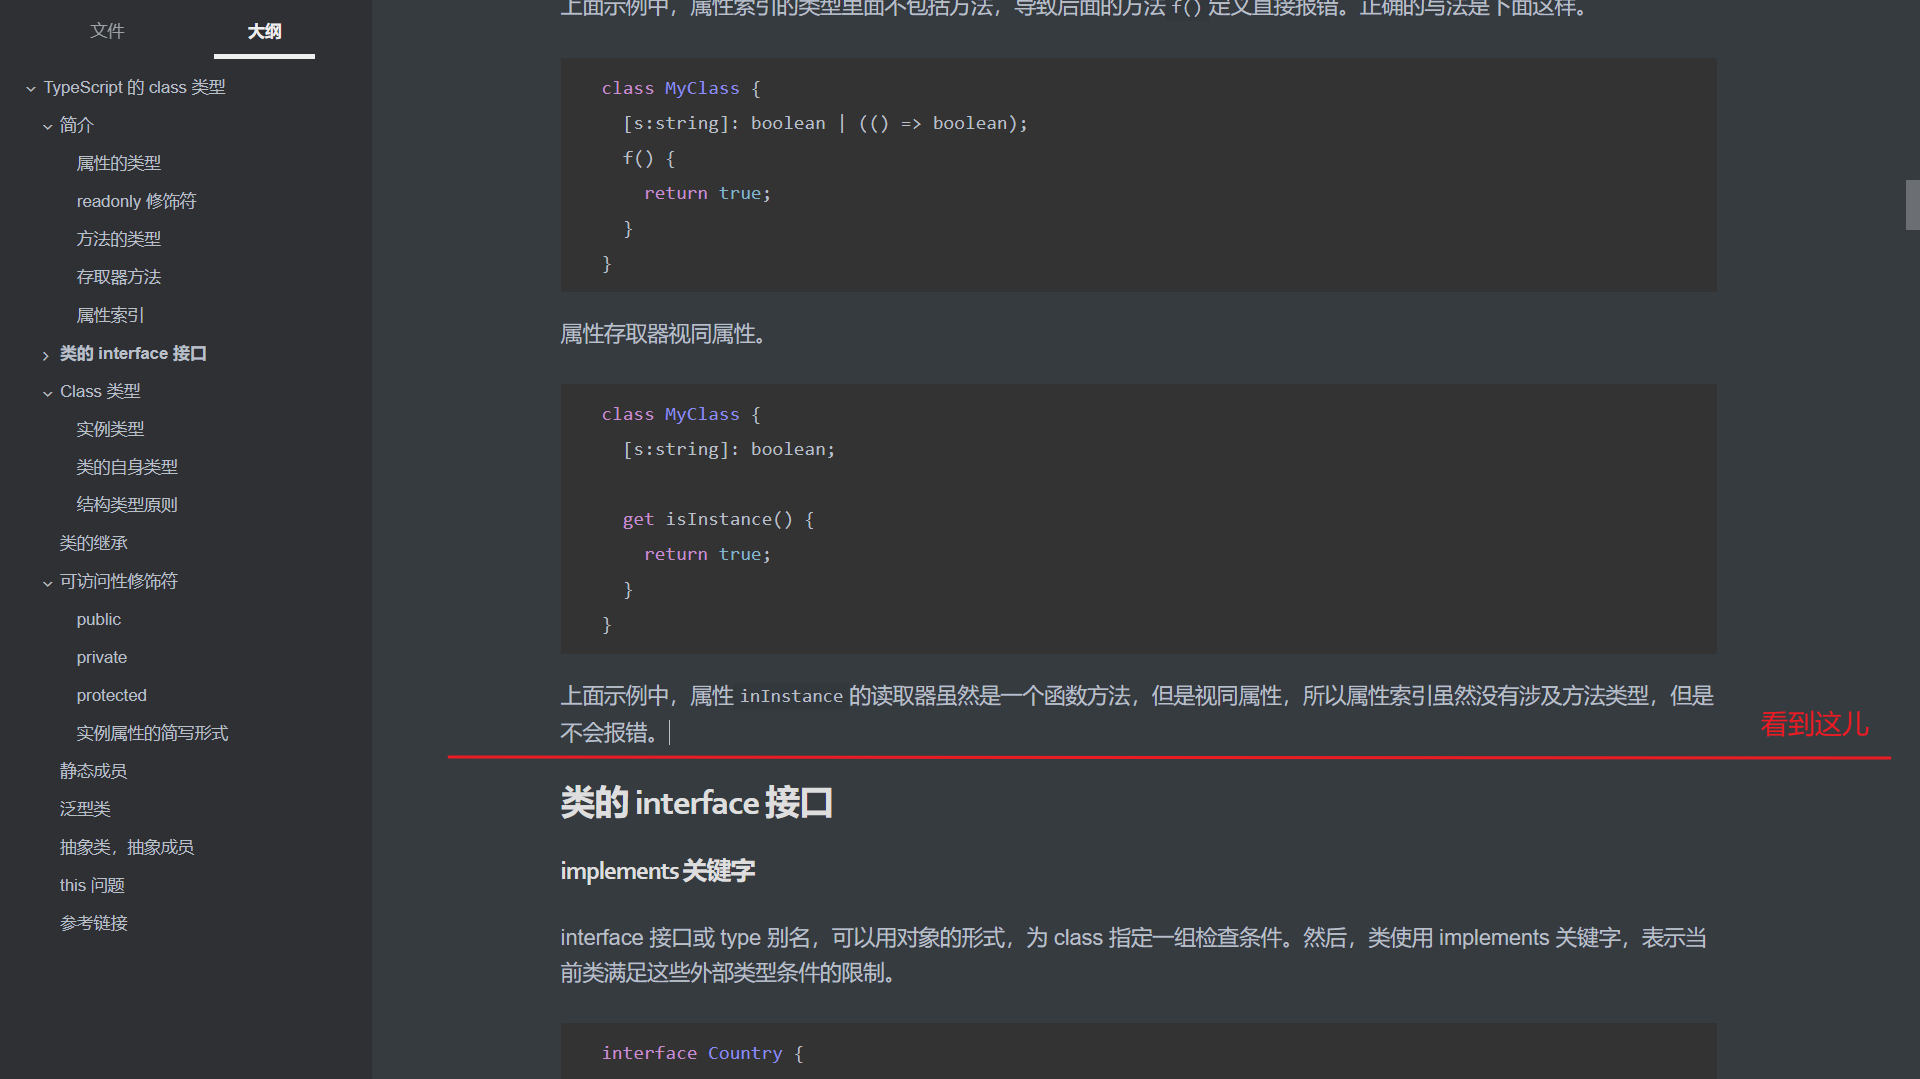 文件
大纲
TypeScript 的 class 类型
简介
属性的类型
readonly 修饰符
方法的类型
存取器方法
属性索引
类的 interface 接口
Class 类型
实例类型
类的自身类型
结构类型原则
类的继承
可访问性修饰符
public
private
protected
实例属性的简写形式
静态成员
泛型类
抽象类，抽象成员
this 问题
参考链接
上面示例中，属性索引的类型里面不包括方法，导致后面的方法 f() 定义直接报错。正确的写法是下面这样。
class MyClass {
[s:string]: boolean | (() => boolean);
f() {
return true;
}
}
属性存取器视同属性。
class MyClass {
[s:string]: boolean;
get isInstance() {
return true;
}
}
上面示例中，属性 inInstance 的读取器虽然是一个函数方法，但是视同属性，所以属性索引虽然没有涉及方法类型，但是
不会报错。
看到这儿
类的 interface 接口
implements 关键字
interface 接口或 type 别名，可以用对象的形式，为 class 指定一组检查条件。然后，类使用 implements 关键字，表示当
前类满足这些外部类型条件的限制。
interface Country {